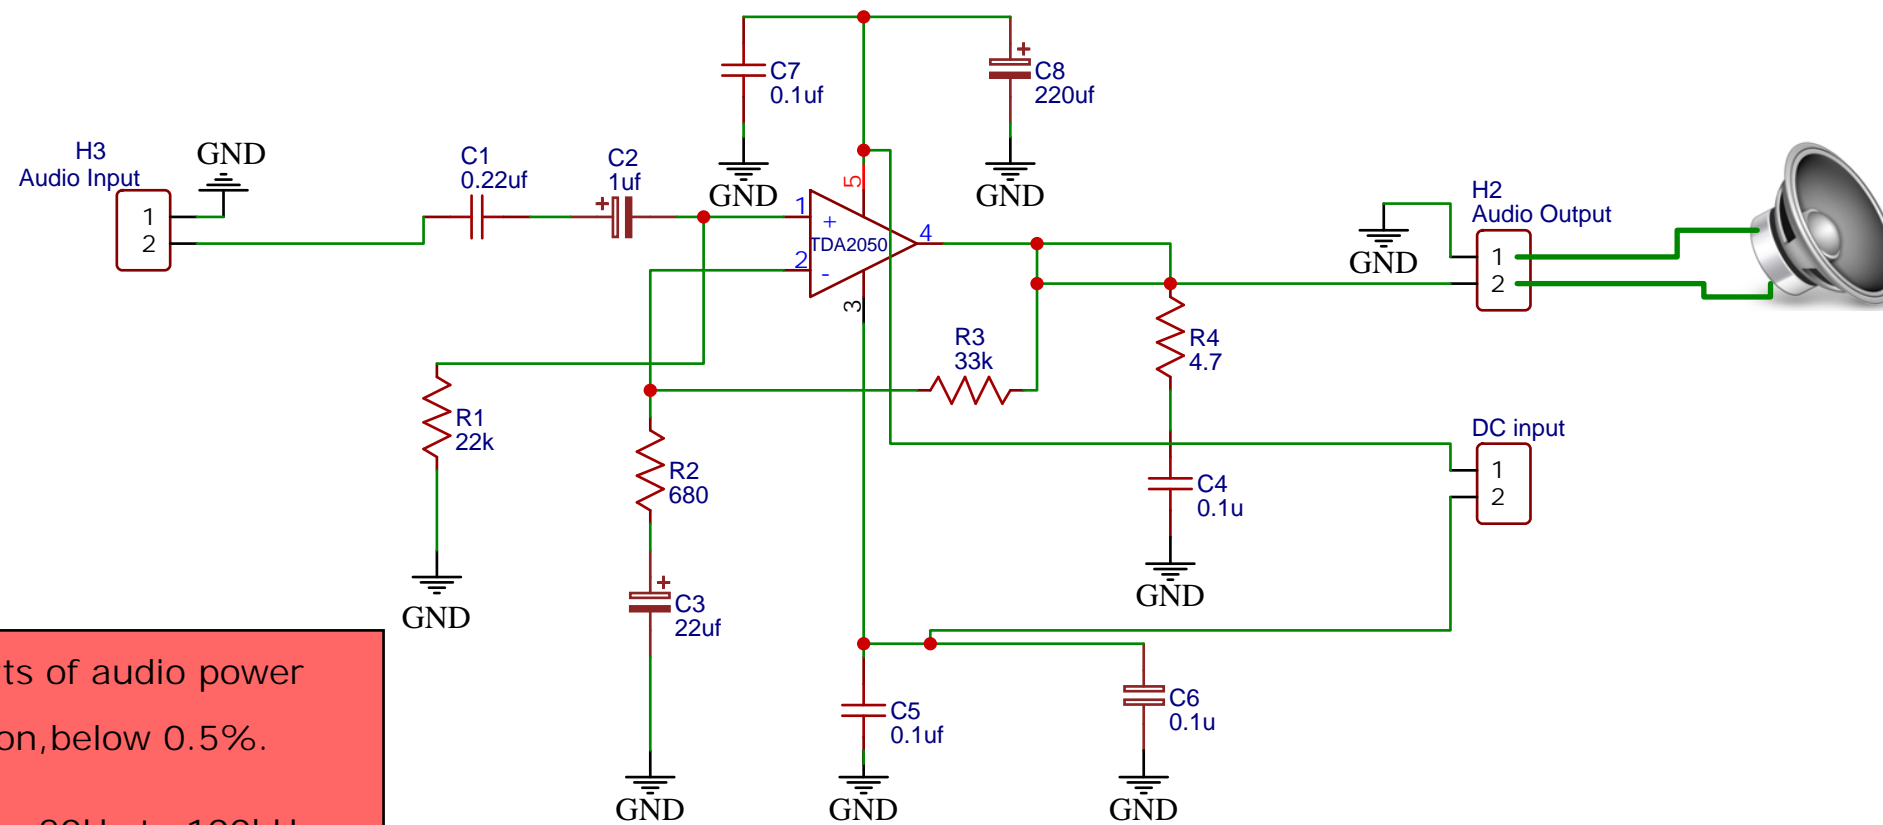 C7
0.1uf
GND
+
C8
220uf
GND
H3
Audio Input
1
2
GND
C1
0.22uf
C2
1uf
+
5
1
+
TDA2050
2
-
4
3
H2
Audio Output
1
2
GND
R3
33k
R4
4.7
R1
22k
GND
R2
680
DC input
1
2
C4
0.1u
GND
+
C3
22uf
GND
C5
0.1uf
GND
C6
0.1u
GND
ts of audio power
on,below 0.5%.